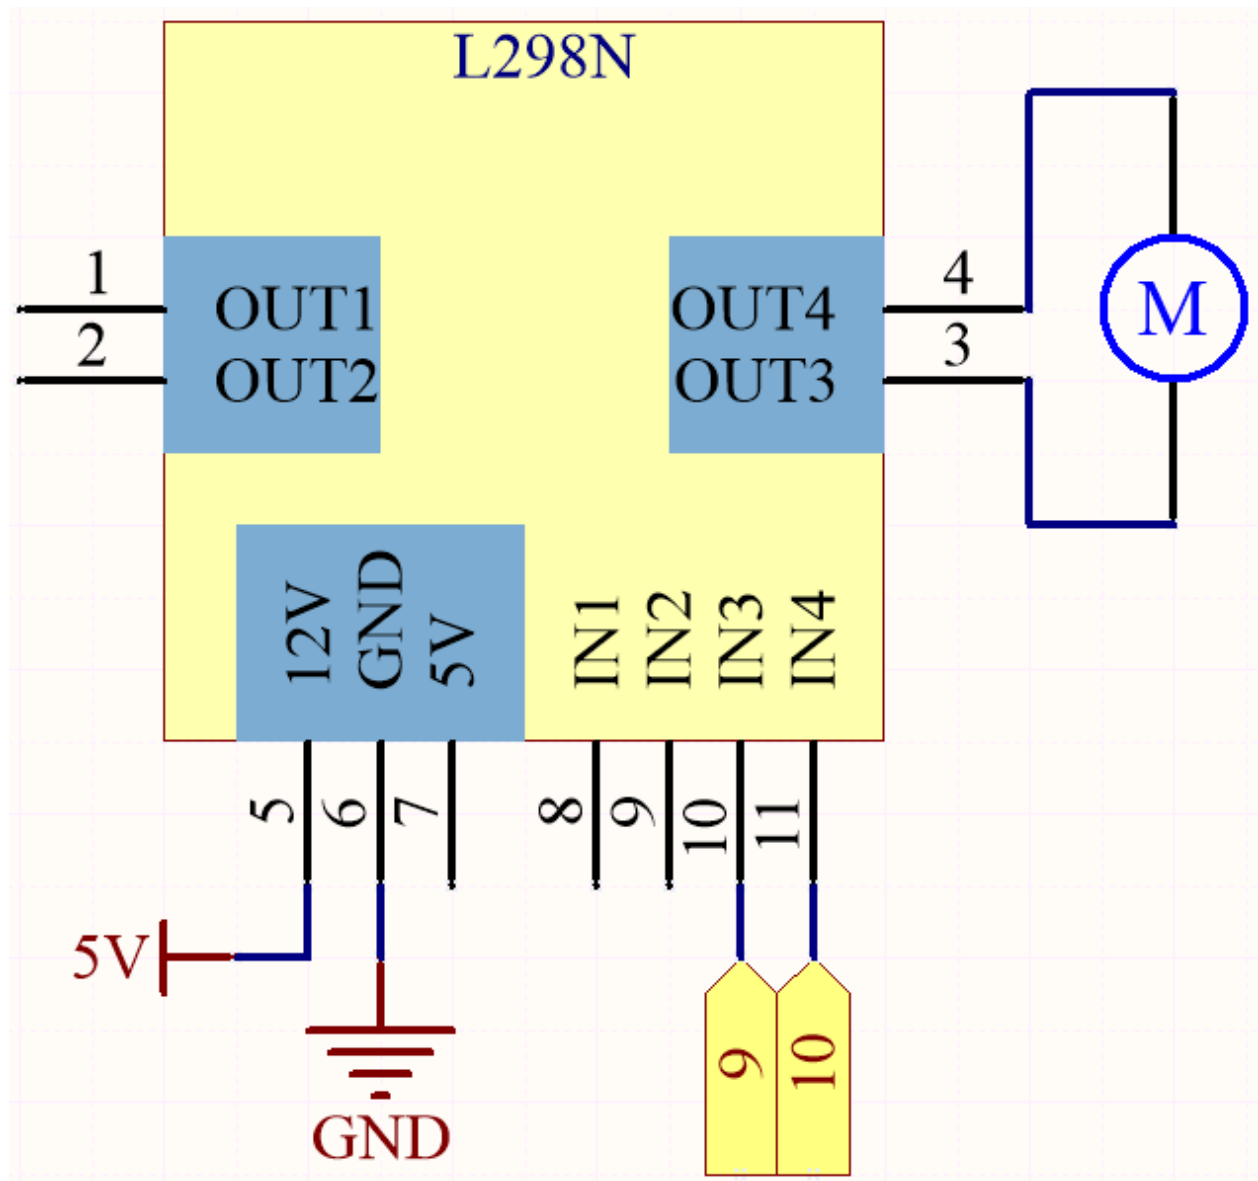 L298N
1 OUT1 OUT4 4
2 OUT2 OUT3 3
M
12V GND 5V IN1 IN2 IN3 IN4
5 6 7 8 9 10 11
5V
9 10
GND